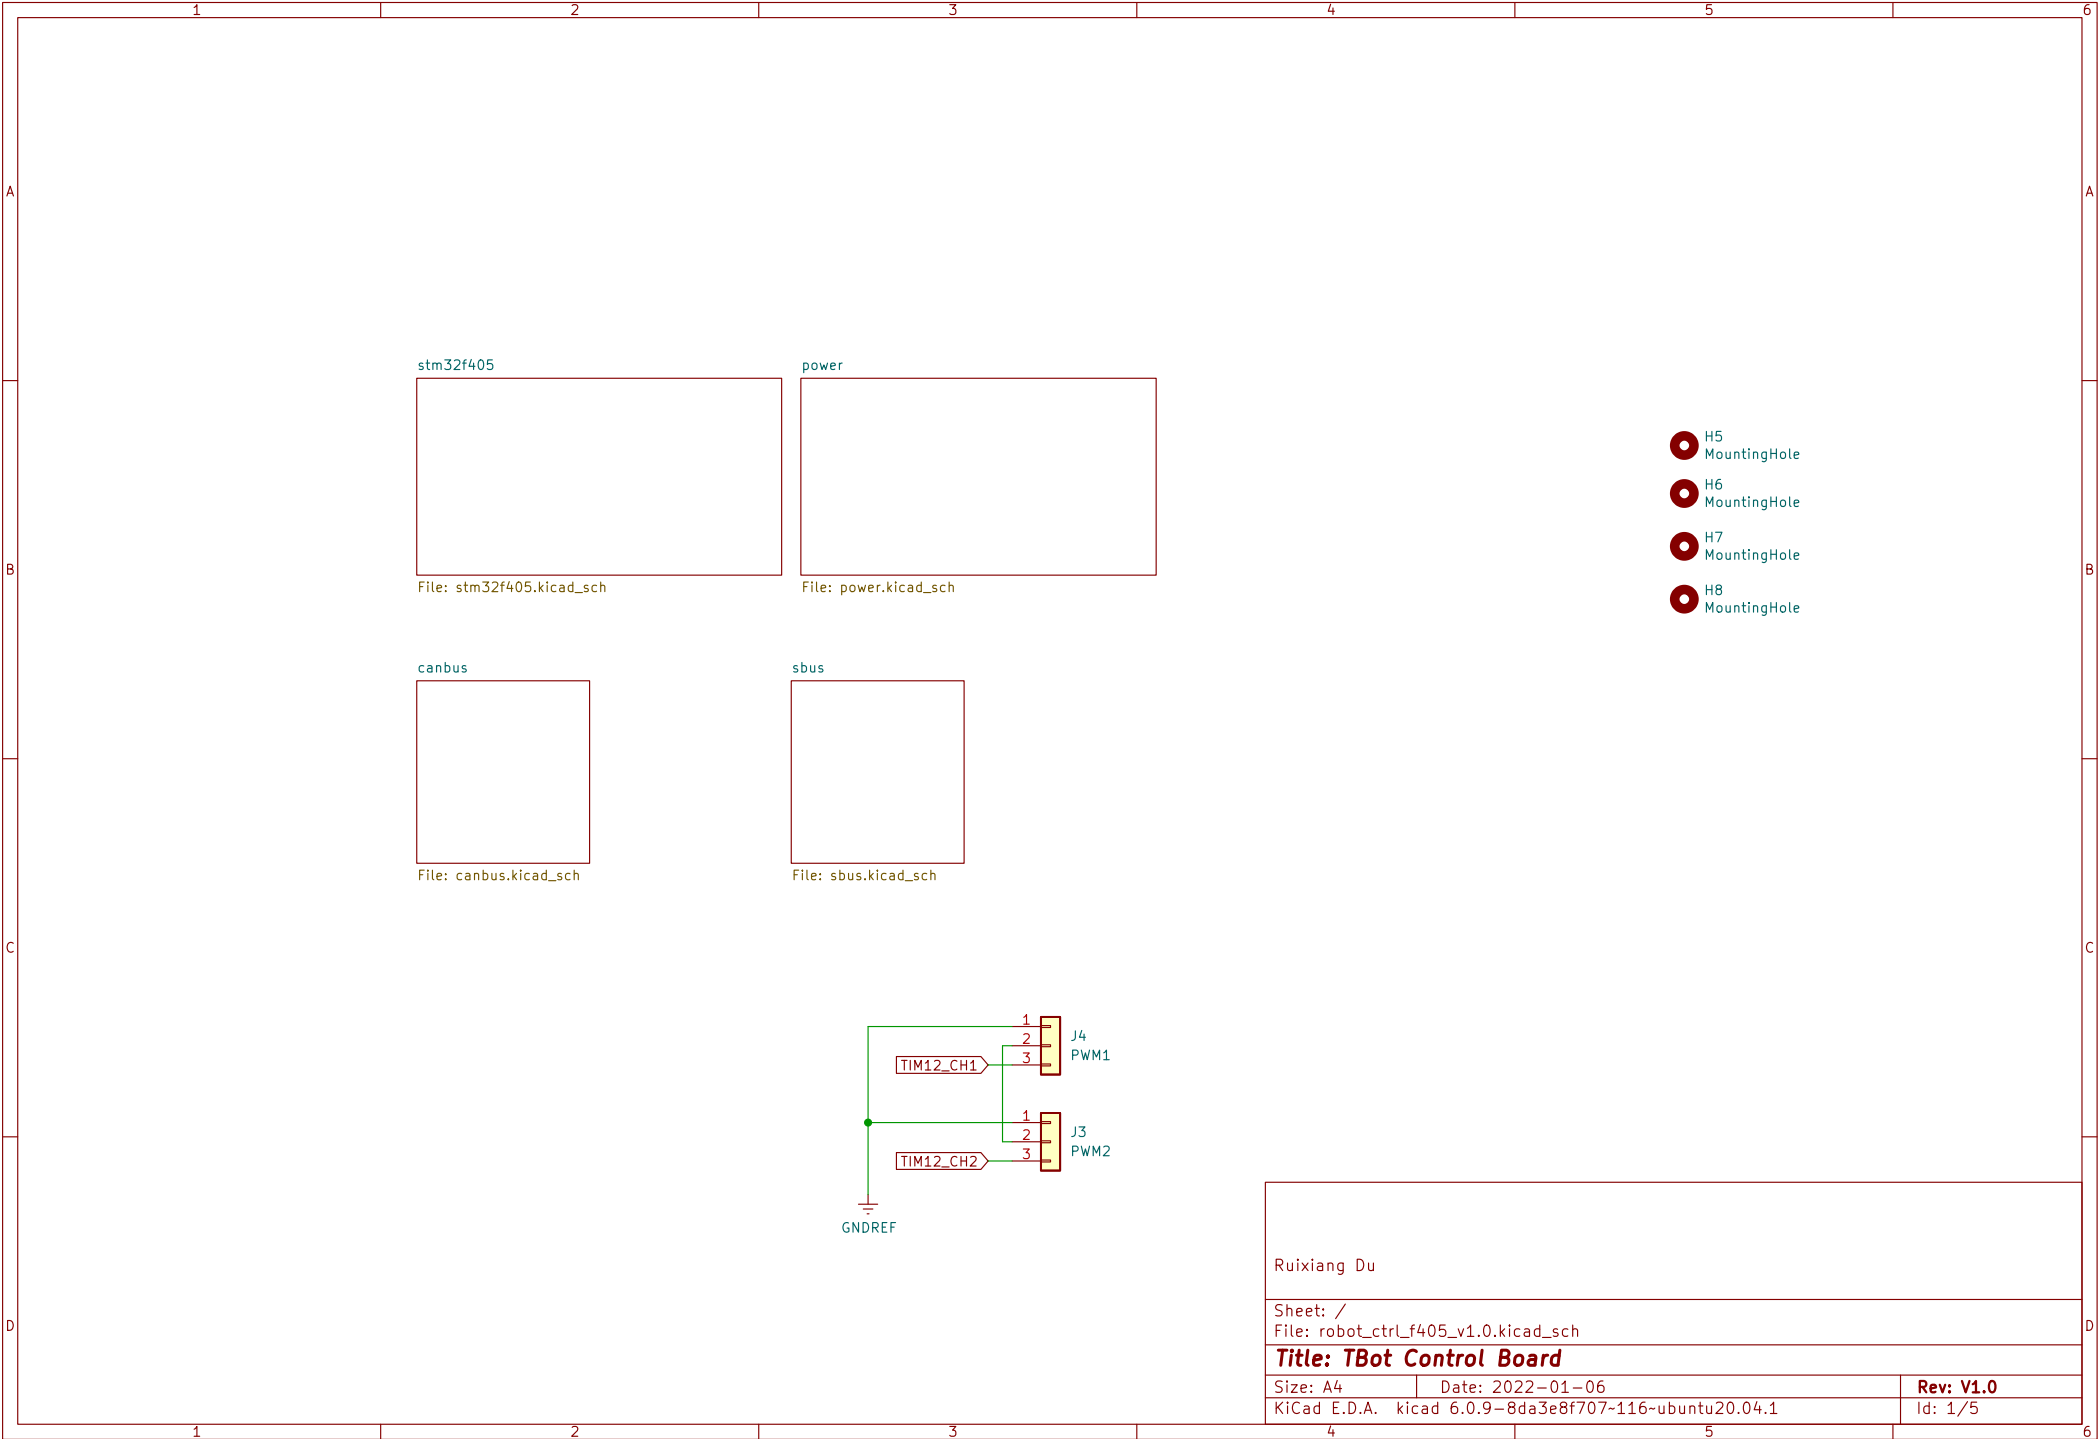 1 2 3 4 5 6
A A
B B
C C
D D
stm32f405
File: stm32f405.kicad_sch
power
File: power.kicad_sch
H5
MountingHole
H6
MountingHole
H7
MountingHole
H8
MountingHole
canbus
File: canbus.kicad_sch
sbus
File: sbus.kicad_sch
1
2
3
J4
PWM1
TIM12_CH1
1
2
3
J3
PWM2
TIM12_CH2
GNDREF
Ruixiang Du
Sheet: /
File: robot_ctrl_f405_v1.0.kicad_sch
Title: TBot Control Board
Size: A4 Date: 2022-01-06 Rev: V1.0
KiCad E.D.A. kicad 6.0.9-8da3e8f707~116~ubuntu20.04.1 Id: 1/5
1 2 3 4 5 6